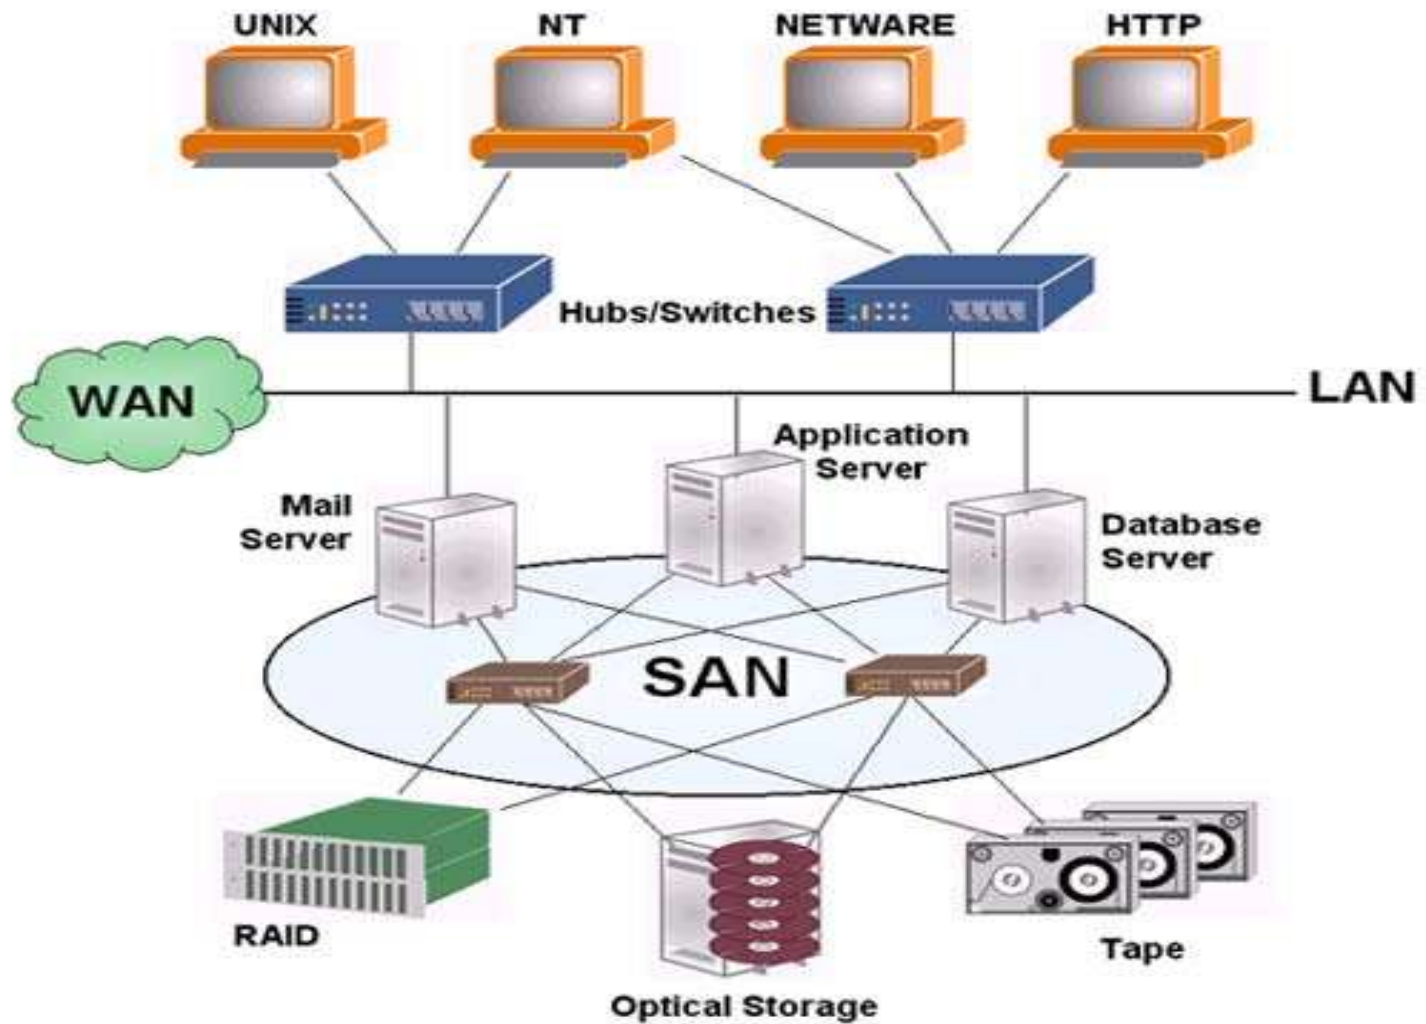 UNIX
NT
NETWARE
HTTP
Hubs/Switches
WAN
LAN
Application
Server
Mail
Server
Database
Server
SAN
RAID
Optical Storage
Tape